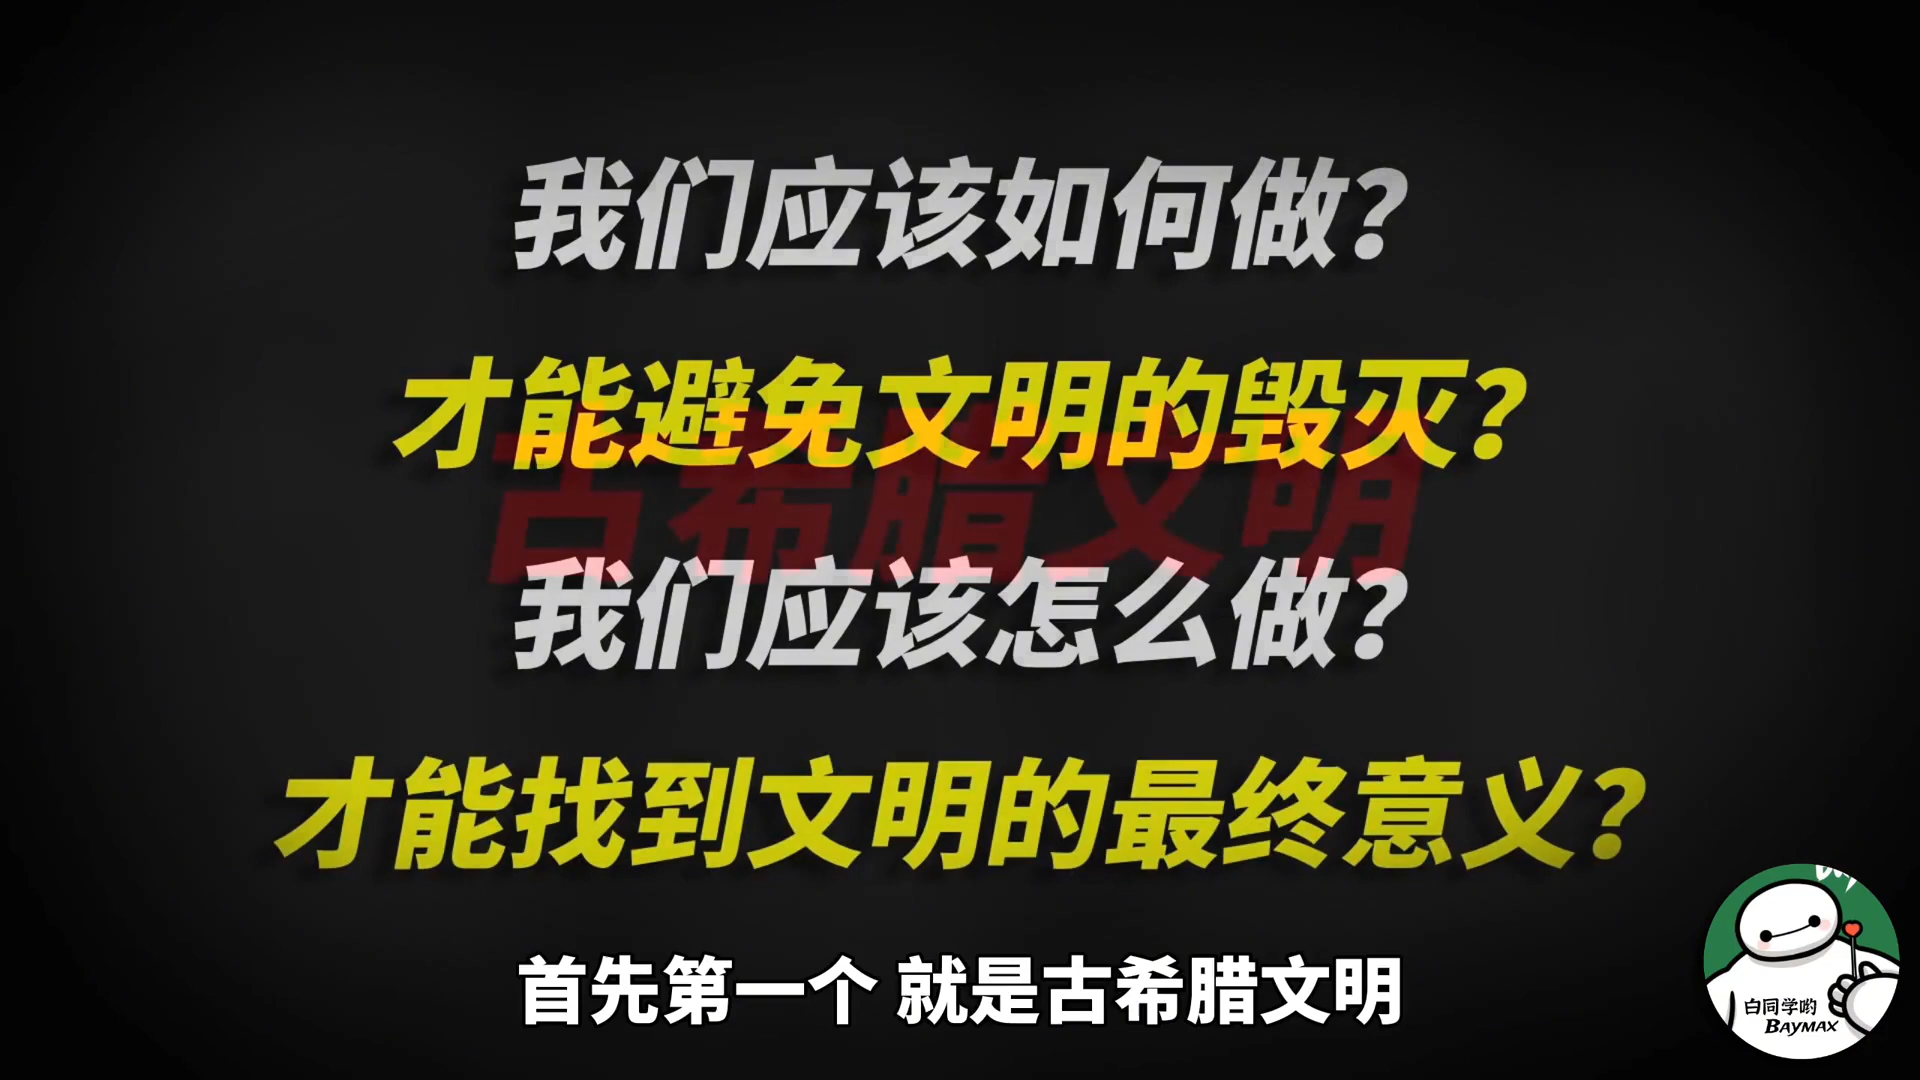 我们应该如何做？
才能避免文明的毁灭？
古希腊文明
我们应该怎么做？
才能找到文明的最终意义？
首先第一个 就是古希腊文明
白同学哟
BAYMAX